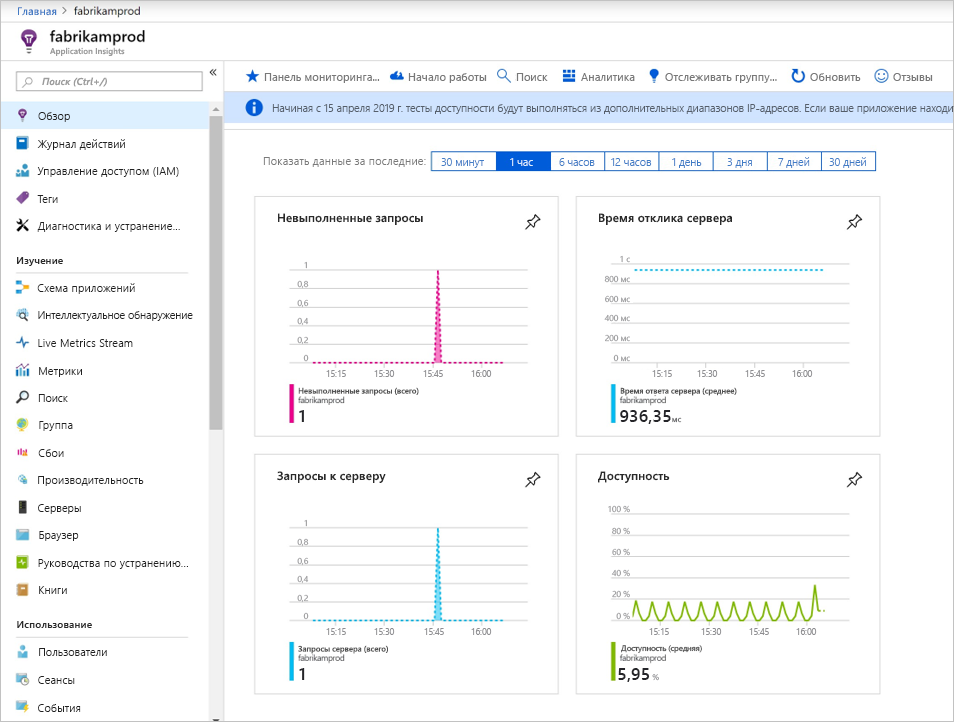 Главная > fabrikamprod
fabrikamprod
Application Insights
Поиск (Ctrl+/)
«
Обзор
Журнал действий
Управление доступом (IAM)
Теги
Диагностика и устранение...
Изучение
Схема приложений
Интеллектуальное обнаружение
Live Metrics Stream
Метрики
Поиск
Группа
Сбои
Производительность
Серверы
Браузер
Руководства по устранению...
Книги
Использование
Пользователи
Сеансы
События
Панель мониторинга... Начало работы Поиск Аналитика Отслеживать группу... Обновить Отзывы
Начиная с 15 апреля 2019 г. тесты доступности будут выполняться из дополнительных диапазонов IP-адресов. Если ваше приложение находи
Показать данные за последние: 30 минут 1 час 6 часов 12 часов 1 день 3 дня 7 дней 30 дней
Невыполненные запросы
1
0,8
0,6
0,4
0,2
0
15:15 15:30 15:45 16:00
Невыполненные запросы (всего)
fabrikamprod
1
Время отклика сервера
1 с
800 мс
600 мс
400 мс
200 мс
0 мс
15:15 15:30 15:45 16:00
Время ответа сервера (среднее)
fabrikamprod
936,35 мс
Запросы к серверу
1
0,8
0,6
0,4
0,2
0
15:15 15:30 15:45 16:00
Запросы сервера (всего)
fabrikamprod
1
Доступность
100 %
80 %
60 %
40 %
20 %
0 %
15:15 15:30 15:45 16:00
Доступность (средняя)
fabrikamprod
5,95 %